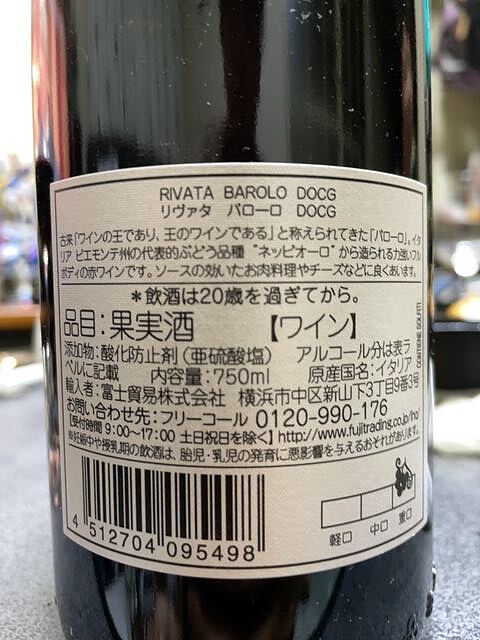 RIVATA BAROLO DOCG
リヴァタ バローロ DOCG
古来「ワインの王であり、王のワインである」と称えられてきた「バローロ」。イタ
リア ピエモンテ州の代表的ぶどう品種 "ネッビオーロ"から造られる力強いフル
ボディの赤ワインです。ソースの効いたお肉料理やチーズなどに良くあいます。
*飲酒は20歳を過ぎてから。
品目:果実酒 【ワイン】
添加物:酸化防止剤(亜硫酸塩) アルコール分は表ラ
ベルに記載 内容量:750ml 原産国名:イタリア
輸入者:富士貿易株式会社 横浜市中区新山下3丁目9番3号
お問い合わせ先:フリーコール 0120-990-176
【受付時間 9:00~17:00 土日祝日を除く】http://www.fujitrading.co.jp/ho
※妊娠中や授乳期の飲酒は、胎児・乳児の発育に悪影響を与えるおそれがあります。
CONTIENE SOLFITI
4 512704 095498
軽口 中口 重口